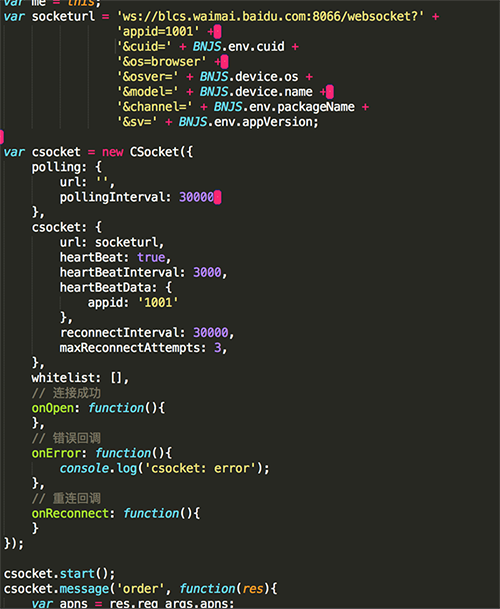 var me = this;
var socketurl = 'ws://blcs.waimai.baidu.com:8066/websocket?' +
'appid=1001' +
'&cuid=' + BNJS.env.cuid +
'&os=browser' +
'&osver=' + BNJS.device.os +
'&model=' + BNJS.device.name +
'&channel=' + BNJS.env.packageName +
'&sv=' + BNJS.env.appVersion;
var csocket = new CSocket({
polling: {
url: '',
pollingInterval: 30000
},
csocket: {
url: socketurl,
heartBeat: true,
heartBeatInterval: 3000,
heartBeatData: {
appid: '1001'
},
reconnectInterval: 30000,
maxReconnectAttempts: 3,
},
whitelist: [],
// 连接成功
onOpen: function(){
},
// 错误回调
onError: function(){
console.log('csocket: error');
},
// 重连回调
onReconnect: function(){
}
});
csocket.start();
csocket.message('order', function(res){
var apns = res.req_args.apns;